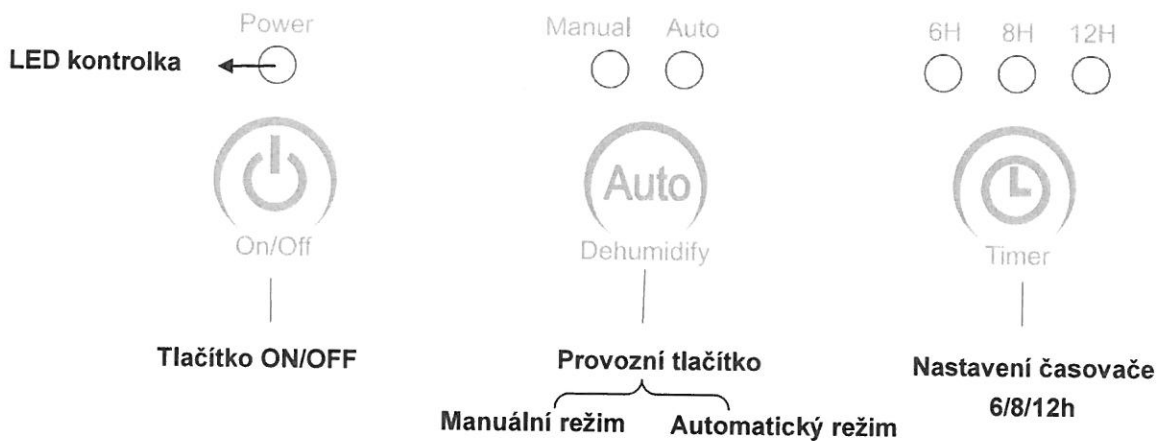 Power
Manual Auto
6H 8H 12H
LED kontrolka
Auto
On/Off
Dehumidify
Timer
Tlačítko ON/OFF
Provozní tlačítko
Nastavení časovače
6/8/12h
Manuální režim
Automatický režim